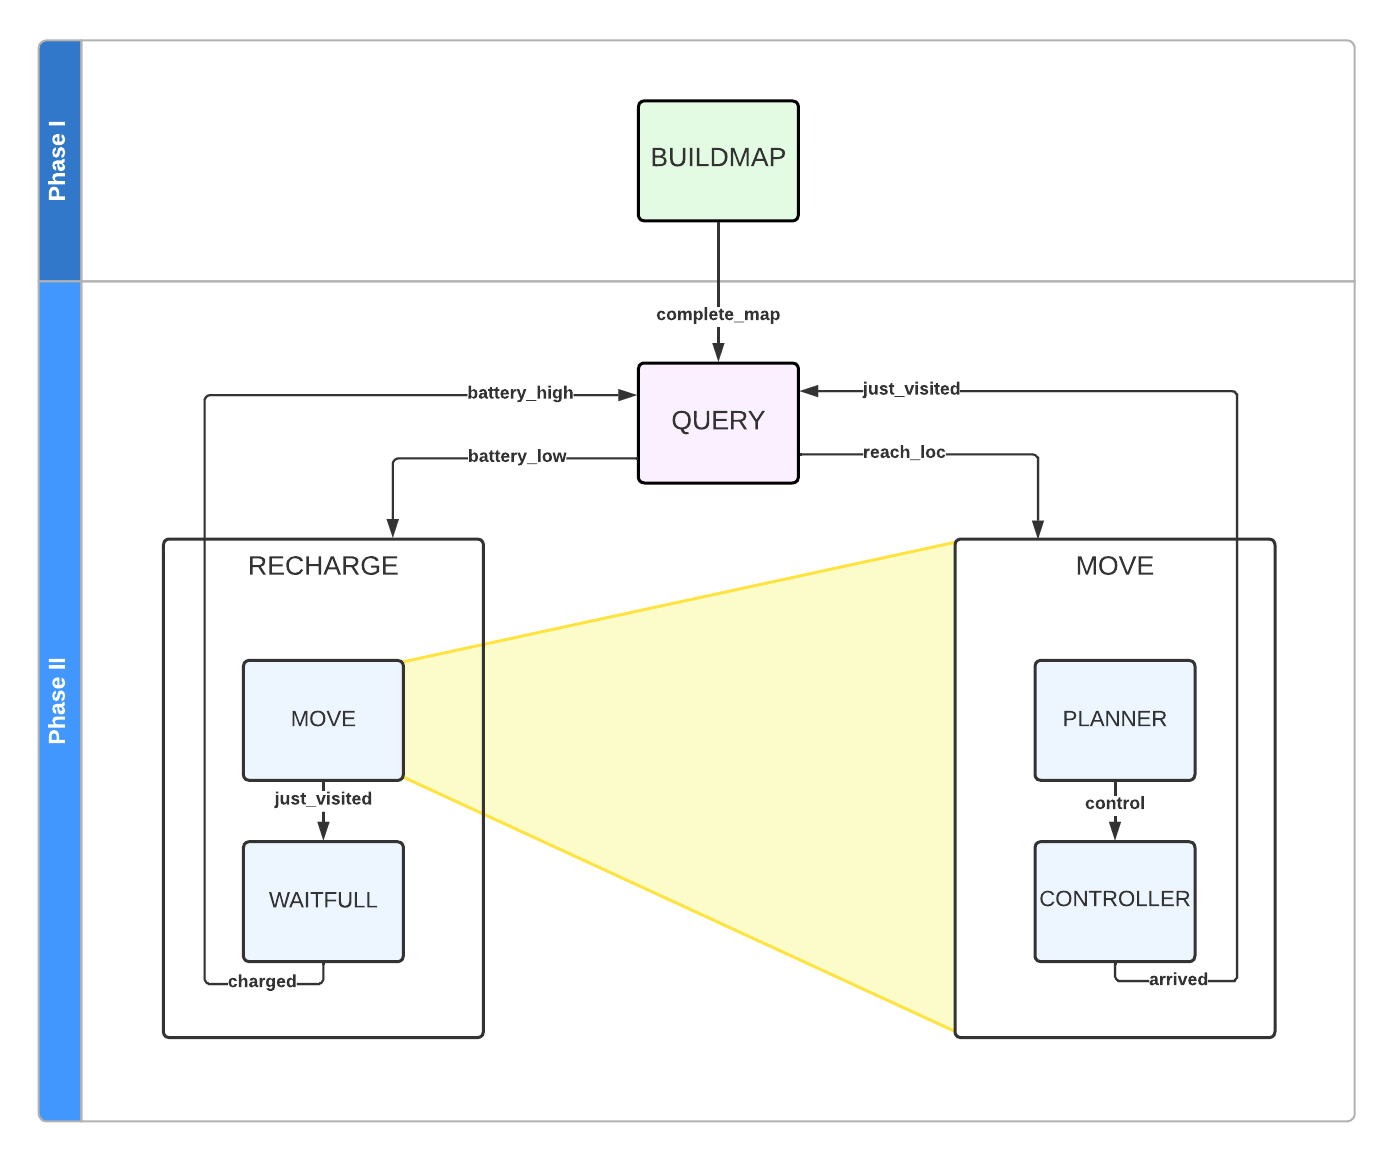 Phase I
BUILDMAP
complete_map
Phase II
battery_high
just_visited
QUERY
battery_low
reach_loc
RECHARGE
MOVE
MOVE
PLANNER
just_visited
control
WAITFULL
CONTROLLER
charged
arrived